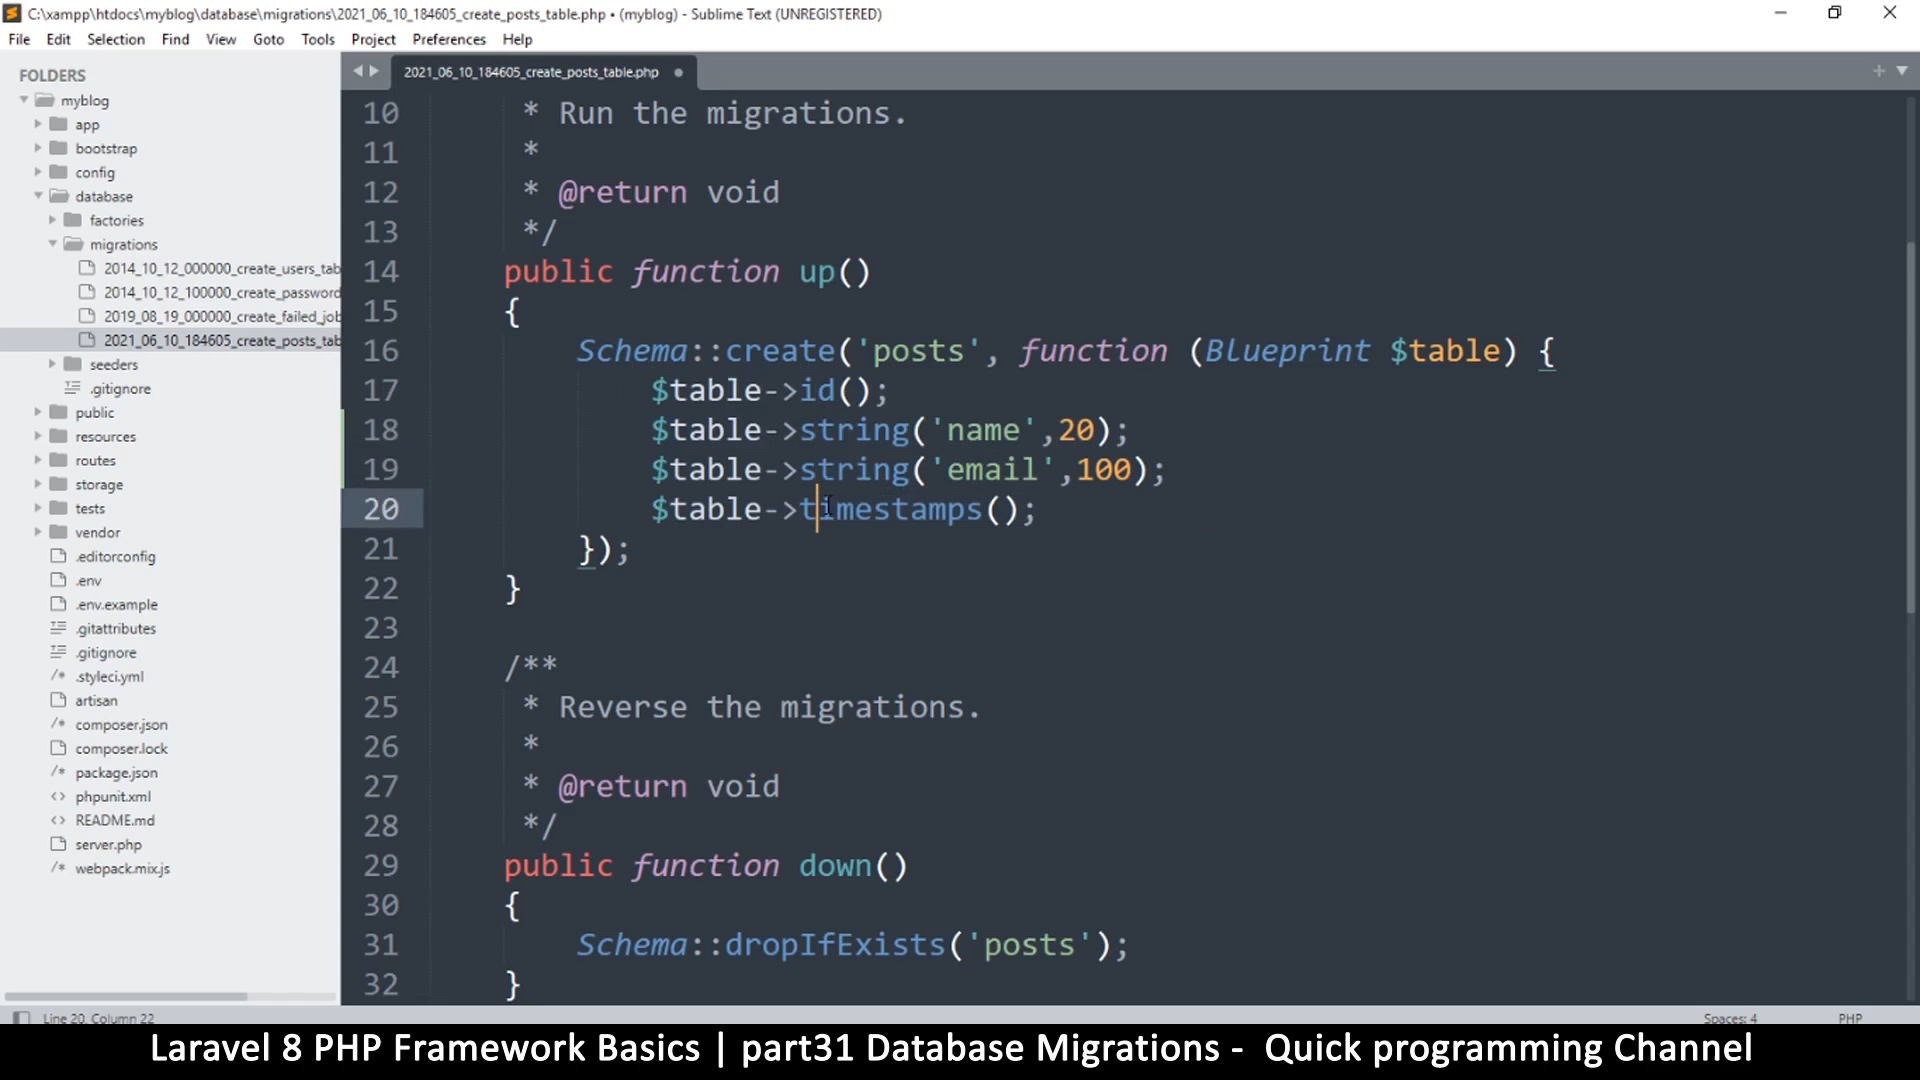 C:\xampp\htdocs\myblog\database\migrations\2021_06_10_184605_create_posts_table.php • (myblog) - Sublime Text (UNREGISTERED)
File Edit Selection Find View Goto Tools Project Preferences Help
FOLDERS
myblog
app
bootstrap
config
database
factories
migrations
2014_10_12_000000_create_users_tab
2014_10_12_100000_create_password
2019_08_19_000000_create_failed_job
2021_06_10_184605_create_posts_tab
seeders
.gitignore
public
resources
routes
storage
tests
vendor
.editorconfig
.env
.env.example
.gitattributes
.gitignore
/* .styleci.yml
artisan
/* composer.json
composer.lock
/* package.json
<> phpunit.xml
<> README.md
server.php
/* webpack.mix.js
2021_06_10_184605_create_posts_table.php
10 * Run the migrations.
11 *
12 * @return void
13 */
14 public function up()
15 {
16 Schema::create('posts', function (Blueprint $table) {
17 $table->id();
18 $table->string('name',20);
19 $table->string('email',100);
20 $table->timestamps();
21 });
22 }
23
24 /**
25 * Reverse the migrations.
26 *
27 * @return void
28 */
29 public function down()
30 {
31 Schema::dropIfExists('posts');
32 }
Line 20, Column 22
Spaces: 4 PHP
Laravel 8 PHP Framework Basics | part31 Database Migrations - Quick programming Channel